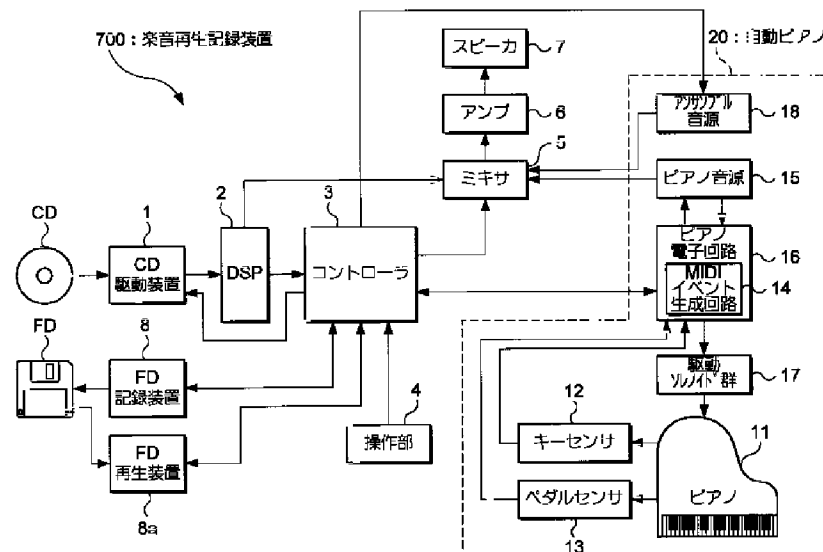 700：楽音再生記録装置
スピーカ
7
20：自動ピアノ
アンプ
6
アンサンブル
音源
18
5
ミキサ
ピアノ音源
15
CD
1
2
3
CD
駆動装置
DSP
コントローラ
ピアノ
電子回路
16
MIDI
イベント
生成回路
14
FD
8
FD
記録装置
駆動
ソレノイド群
17
4
操作部
12
キーセンサ
11
FD
再生装置
8a
ペダルセンサ
13
ピアノ